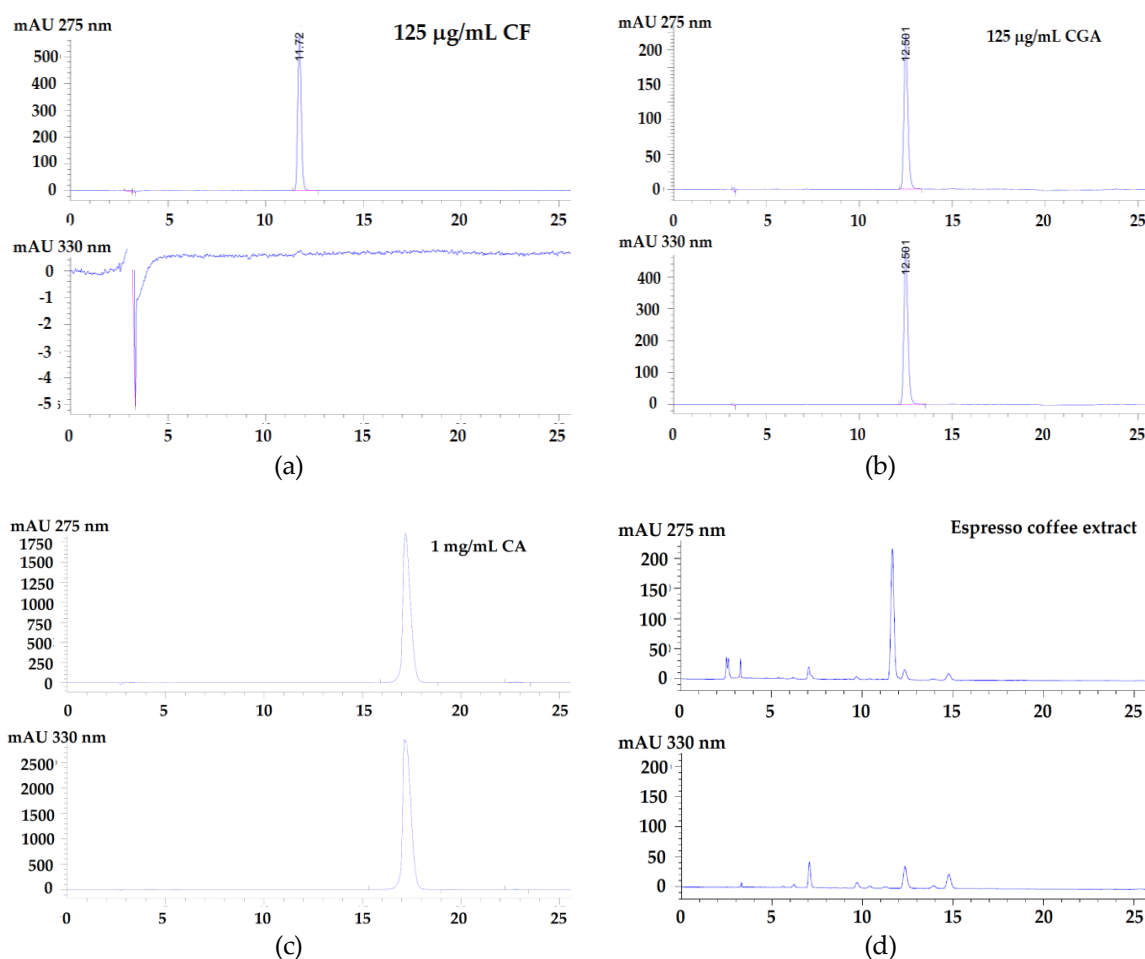 mAU 275 nm
125 µg/mL CF
11.72
500
400
300
200
100
0
0 5 10 15 20 25
mAU 330 nm
0
-1
-2
-3
-4
-5
0 5 10 15 20 25
(a)
mAU 275 nm
125 µg/mL CGA
12.501
200
150
100
50
0
0 5 10 15 20 25
mAU 330 nm
12.501
400
300
200
100
0
0 5 10 15 20 25
(b)
mAU 275 nm
1 mg/mL CA
1750
1500
1250
1000
750
500
250
0
0 5 10 15 20 25
mAU 330 nm
2500
2000
1500
1000
500
0
0 5 10 15 20 25
(c)
Espresso coffee extract
mAU 275 nm
200
150
100
50
0
0 5 10 15 20 25
mAU 330 nm
200
150
100
50
0
0 5 10 15 20 25
(d)